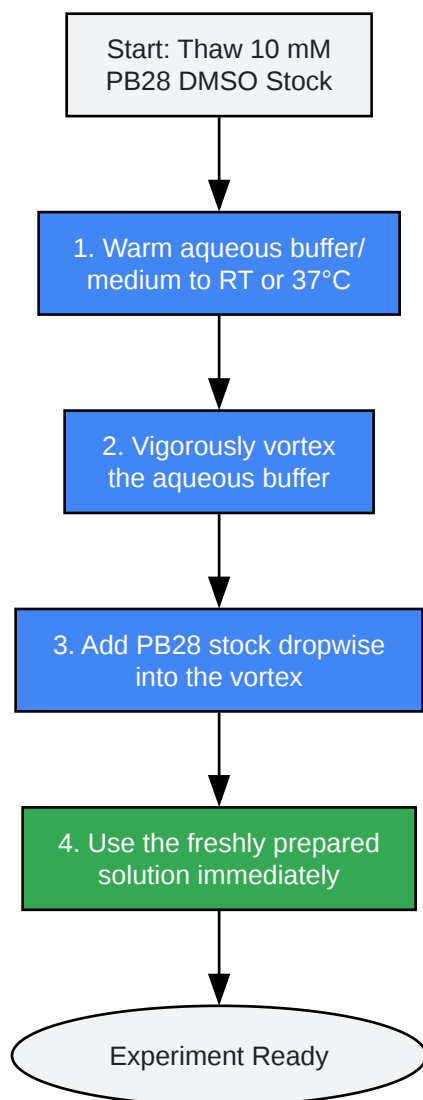 Start: Thaw 10 mM
PB28 DMSO Stock
1. Warm aqueous buffer/
medium to RT or 37°C
2. Vigorously vortex
the aqueous buffer
3. Add PB28 stock dropwise
into the vortex
4. Use the freshly prepared
solution immediately
Experiment Ready